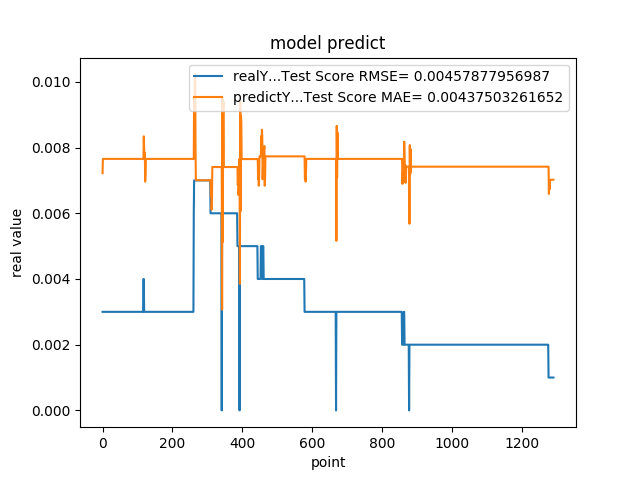 model predict
realY...Test Score RMSE= 0.00457877956987
predictY...Test Score MAE= 0.00437503261652
0.010
0.008
0.006
0.004
0.002
0.000
real value
0 200 400 600 800 1000 1200
point